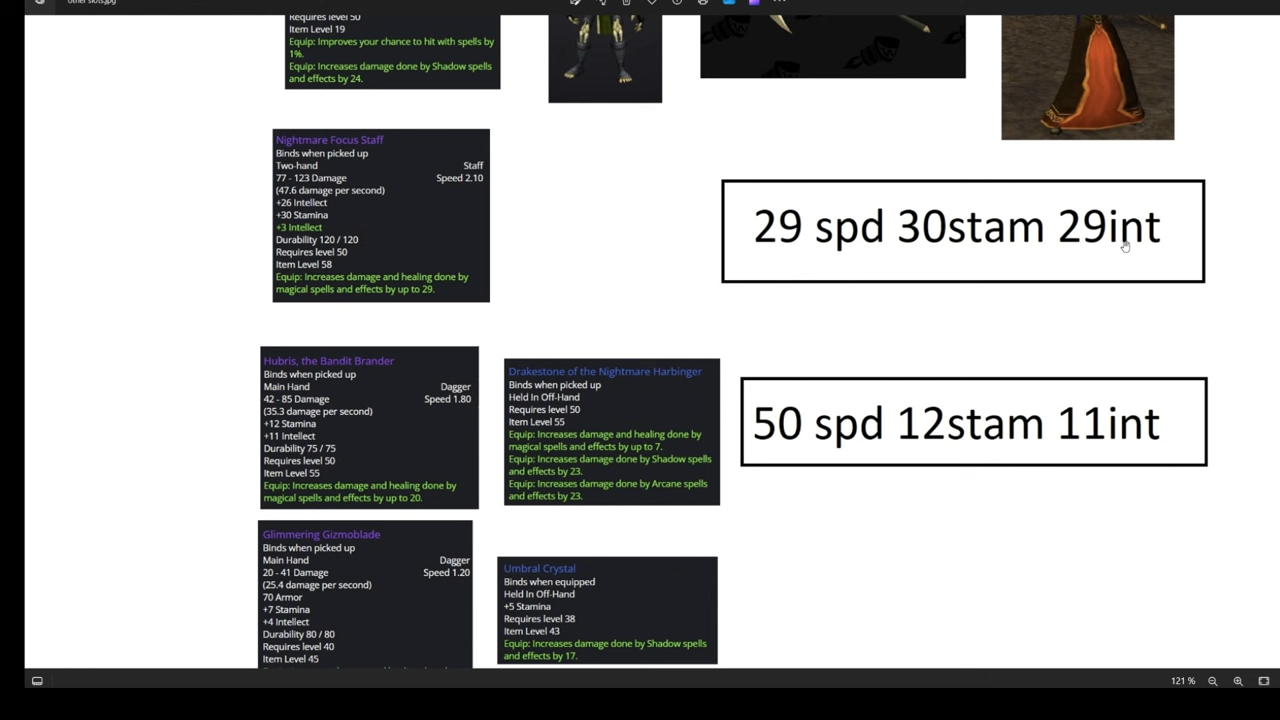 other slots.jpg
Requires level 50
Item Level 19
Equip: Improves your chance to hit with spells by
1%.
Equip: Increases damage done by Shadow spells
and effects by 24.
Nightmare Focus Staff
Binds when picked up
Two-hand Staff
77 - 123 Damage Speed 2.10
(47.6 damage per second)
+26 Intellect
+30 Stamina
+3 Intellect
Durability 120 / 120
Requires level 50
Item Level 58
Equip: Increases damage and healing done by
magical spells and effects by up to 29.
29 spd 30stam 29int
Hubris, the Bandit Brander
Binds when picked up
Main Hand Dagger
42 - 85 Damage Speed 1.80
(35.3 damage per second)
+12 Stamina
+11 Intellect
Durability 75 / 75
Requires level 50
Item Level 55
Equip: Increases damage and healing done by
magical spells and effects by up to 20.
Drakestone of the Nightmare Harbinger
Binds when picked up
Held In Off-Hand
Requires level 50
Item Level 55
Equip: Increases damage and healing done by
magical spells and effects by up to 7.
Equip: Increases damage done by Shadow spells
and effects by 23.
Equip: Increases damage done by Arcane spells
and effects by 23.
50 spd 12stam 11int
Glimmering Gizmoblade
Binds when picked up
Main Hand Dagger
20 - 41 Damage Speed 1.20
(25.4 damage per second)
70 Armor
+7 Stamina
+4 Intellect
Durability 80 / 80
Requires level 40
Item Level 45
Umbral Crystal
Binds when equipped
Held In Off-Hand
+5 Stamina
Requires level 38
Item Level 43
Equip: Increases damage done by Shadow spells
and effects by 17.
121 %